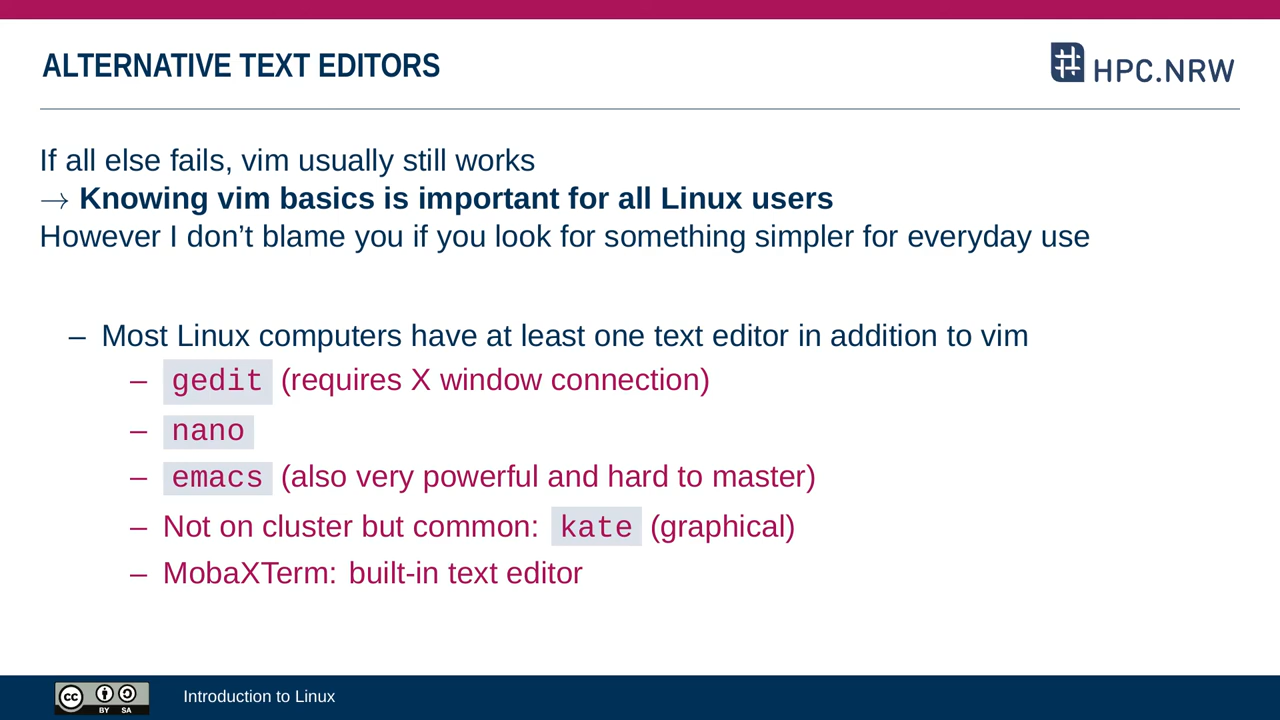 ALTERNATIVE TEXT EDITORS
HPC.NRW
If all else fails, vim usually still works
→ Knowing vim basics is important for all Linux users
However I don’t blame you if you look for something simpler for everyday use
– Most Linux computers have at least one text editor in addition to vim
– gedit (requires X window connection)
– nano
– emacs (also very powerful and hard to master)
– Not on cluster but common: kate (graphical)
– MobaXTerm: built-in text editor
cc BY SA
Introduction to Linux